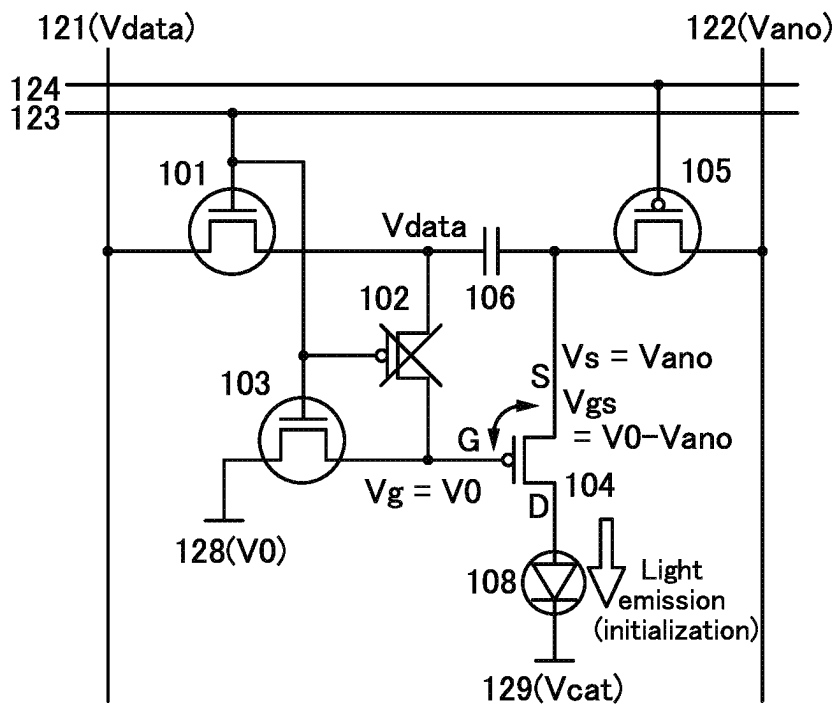 121(Vdata)
122(Vano)
124
123
101
105
Vdata
102
106
103
S
Vs = Vano
Vgs
= V0-Vano
G
Vg = V0
104
D
128(V0)
108
Light
emission
(initialization)
129(Vcat)